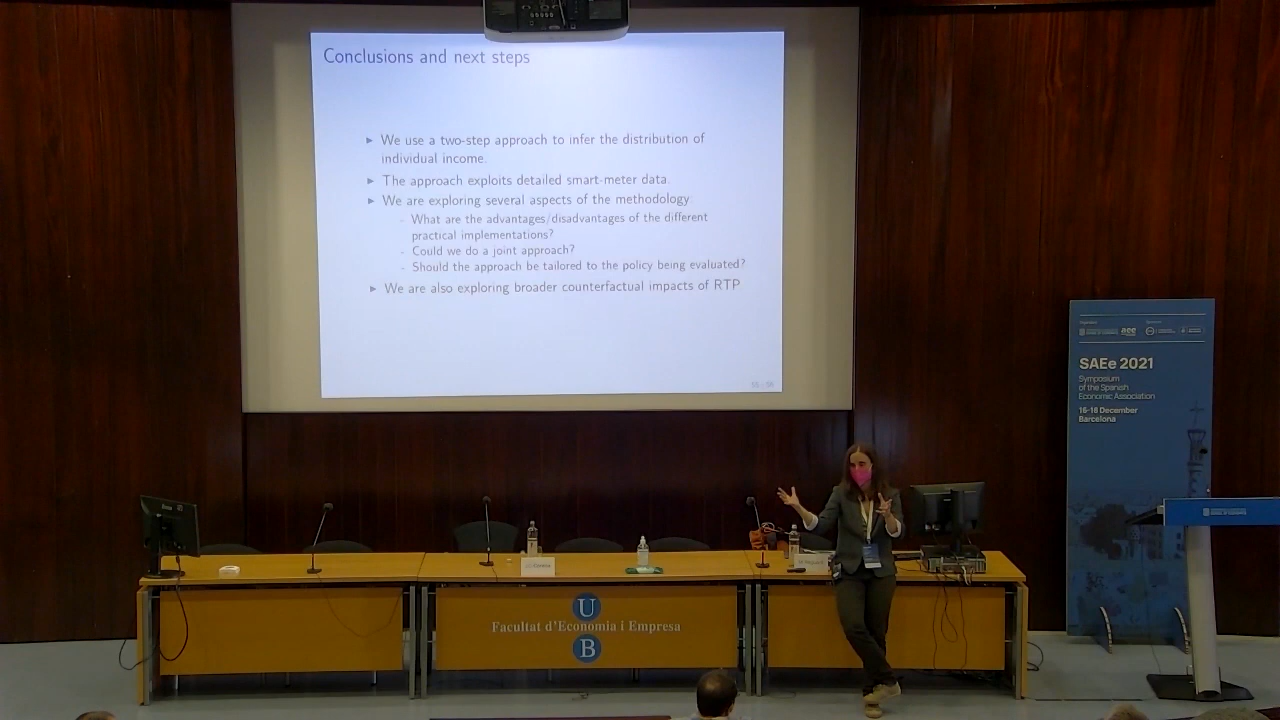 Conclusions and next steps
We use a two-step approach to infer the distribution of
individual income.
The approach exploits detailed smart-meter data.
We are exploring several aspects of the methodology
- What are the advantages/disadvantages of the different
practical implementations?
- Could we do a joint approach?
- Should the approach be tailored to the policy being evaluated?
We are also exploring broader counterfactual impacts of RTP
aee
SAEe 2021
Symposium
of the Spanish
Economic Association
16-18 December
Barcelona
U
Facultat d'Economia i Empresa
B